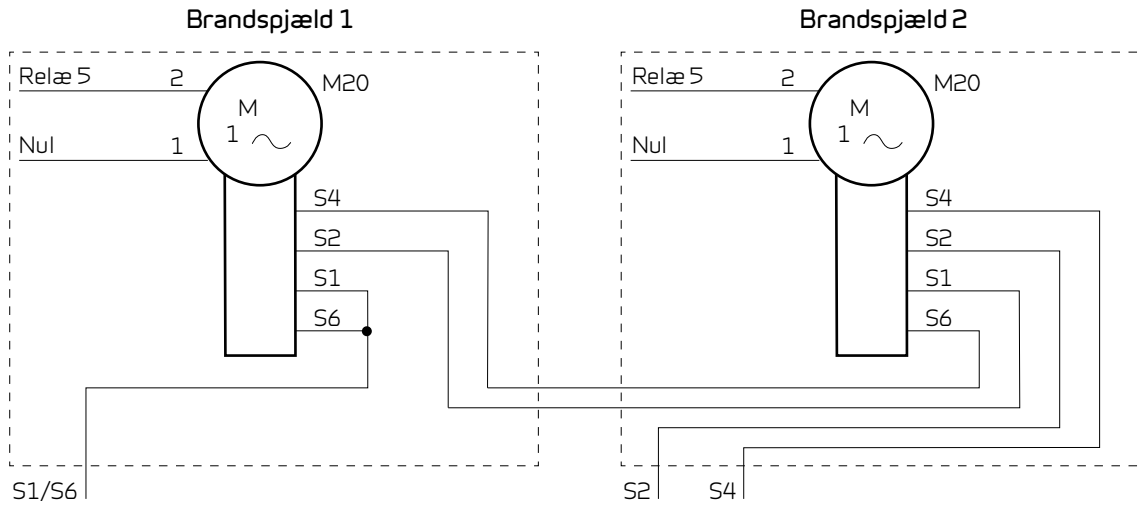 Brandspjæld 1
Relæ 5
2
M20
M
1
Nul
1
S4
S2
S1
S6
S1/S6
Brandspjæld 2
Relæ 5
2
M20
M
1
Nul
1
S4
S2
S1
S6
S2
S4